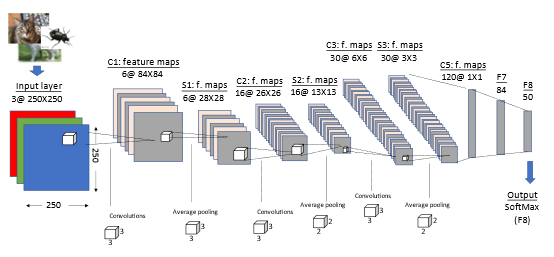 Input layer
3@ 250X250
C1: feature maps
6@ 84X84
S1: f. maps
6@ 28X28
C2: f. maps
16@ 26X26
S2: f. maps
16@ 13X13
C3: f. maps
30@ 6X6
S3: f. maps
30@ 3X3
C5: f. maps
120@ 1X1
F7
84
F8
50
250
250
Convolutions
3
3
Average pooling
3
3
Convolutions
3
3
Average pooling
2
2
Convolutions
3
3
Average pooling
2
2
Output
SoftMax
(F8)